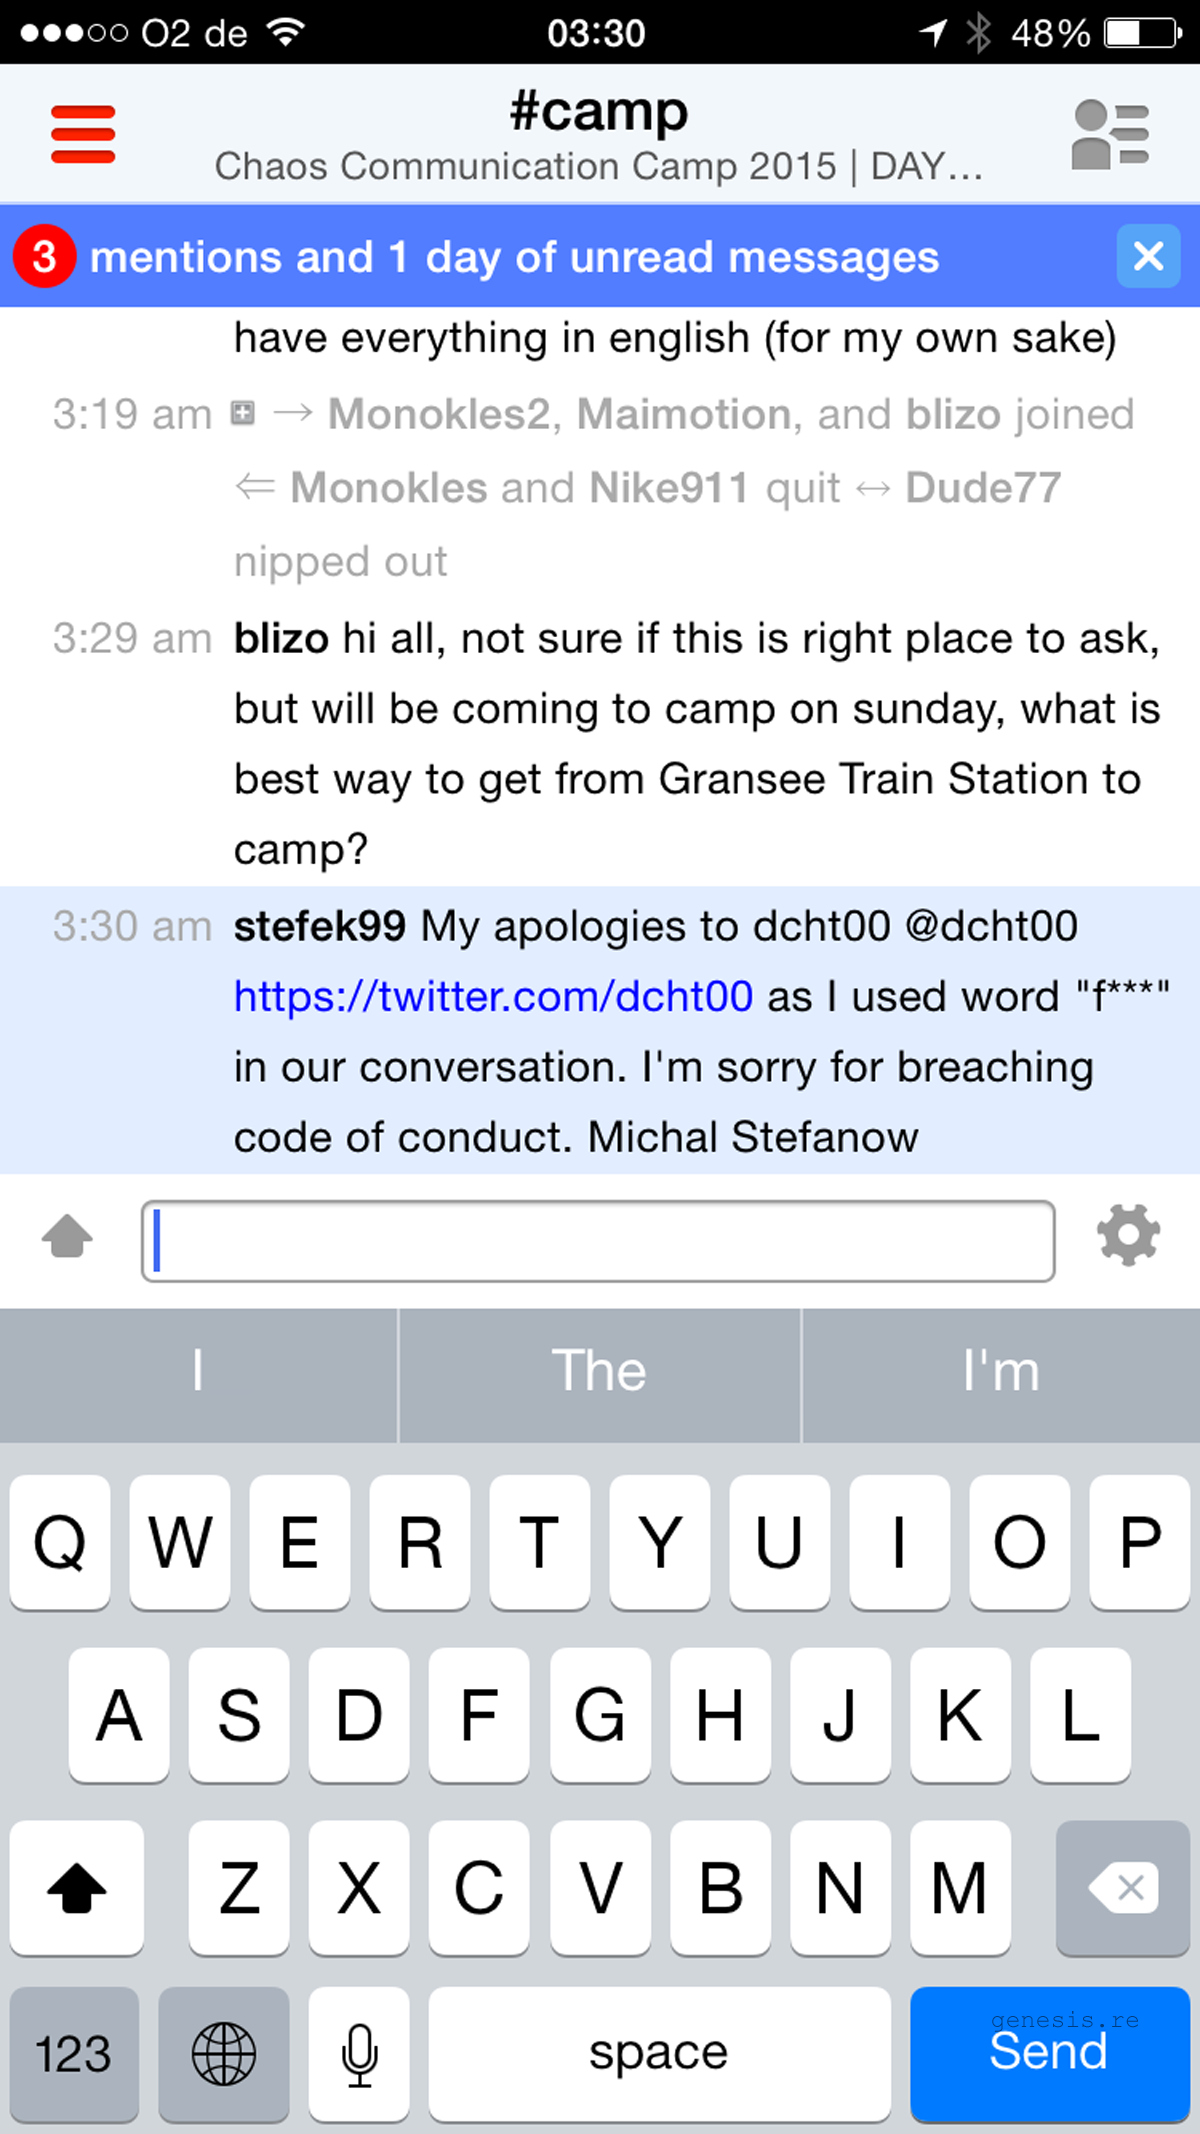 O2 de 03:30 48%
#camp
Chaos Communication Camp 2015 | DAY...
3 mentions and 1 day of unread messages
have everything in english (for my own sake)
3:19 am → Monokles2, Maimotion, and blizo joined
⇐ Monokles and Nike911 quit ↔ Dude77
nipped out
3:29 am blizo hi all, not sure if this is right place to ask,
but will be coming to camp on sunday, what is
best way to get from Gransee Train Station to
camp?
3:30 am stefek99 My apologies to dcht00 @dcht00
https://twitter.com/dcht00 as I used word "f***"
in our conversation. I'm sorry for breaching
code of conduct. Michal Stefanow
I The I'm
Q W E R T Y U I O P
A S D F G H J K L
Z X C V B N M
genesis.re
123 space Send